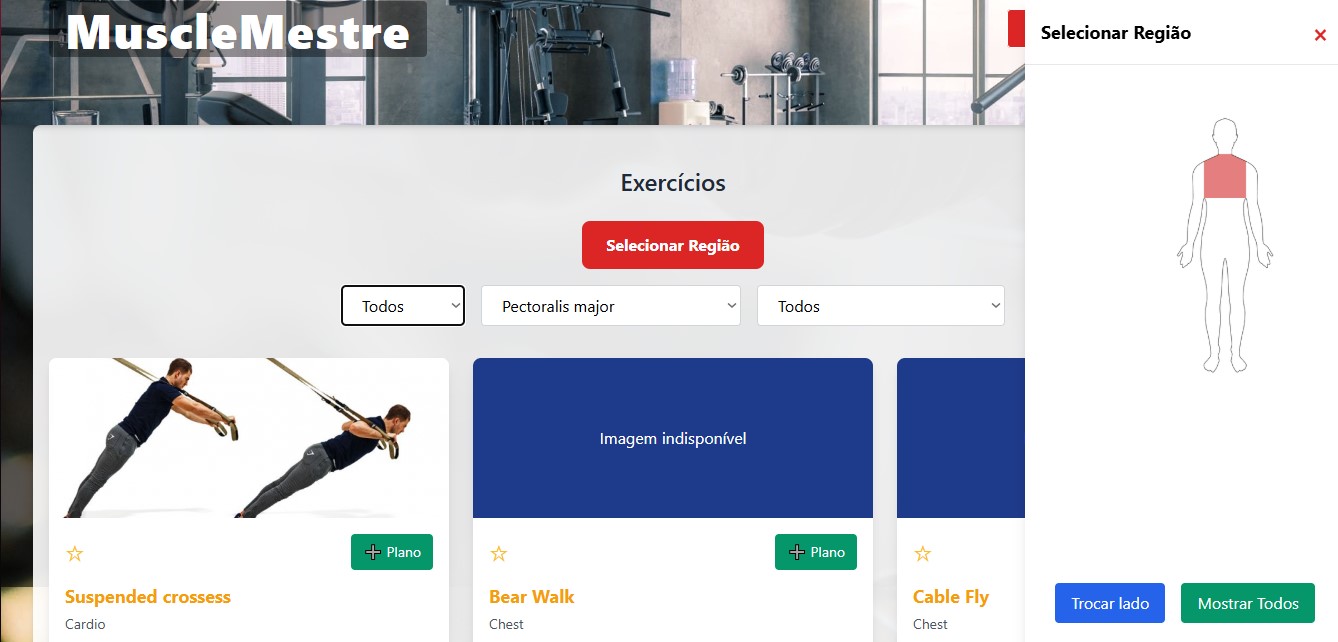 MuscleMestre
Selecionar Região
×
Exercícios
Selecionar Região
Todos
Pectoralis major
Todos
Imagem indisponível
Plano
Plano
Suspended crossess
Bear Walk
Cable Fly
Cardio
Chest
Chest
Trocar lado
Mostrar Todos